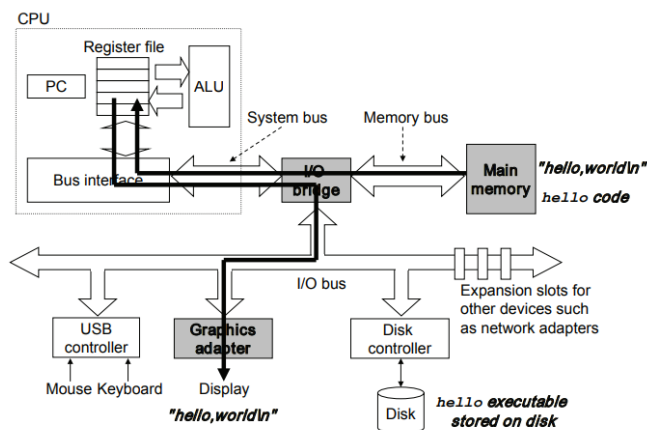 CPU
Register file
PC
ALU
System bus
Memory bus
Bus interface
I/O
bridge
Main
memory
"hello,world\n"
hello code
I/O bus
Expansion slots for
other devices such
as network adapters
USB
controller
Graphics
adapter
Disk
controller
Mouse Keyboard
Display
"hello,world\n"
Disk
hello executable
stored on disk